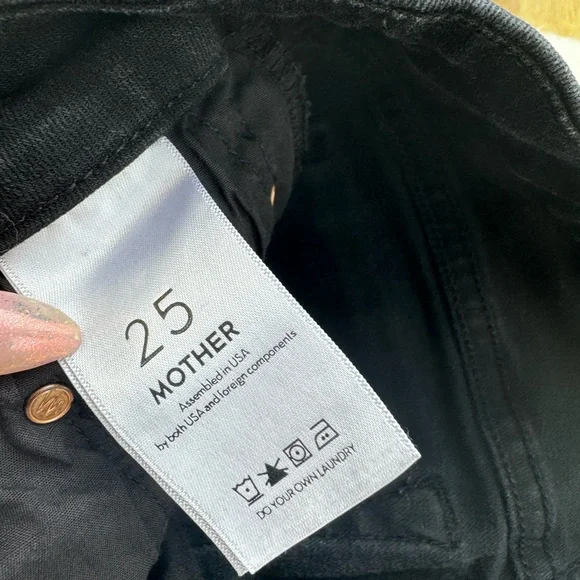 25
MOTHER
Assembled in USA
by both USA and foreign components
DO YOUR OWN LAUNDRY